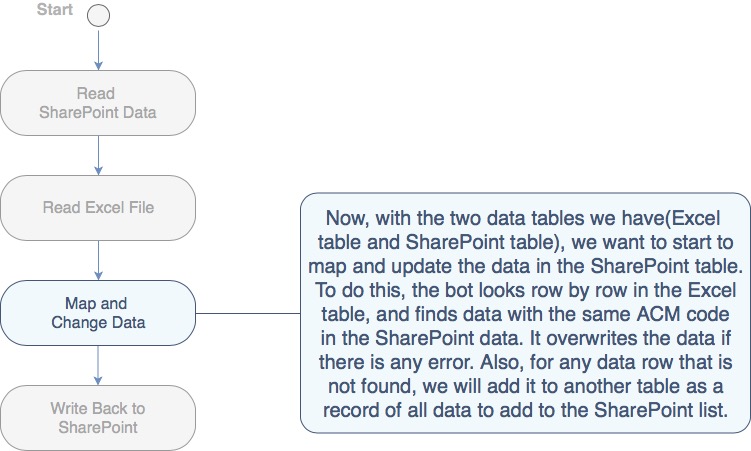 Start
Read
SharePoint Data
Read Excel File
Map and
Change Data
Write Back to
SharePoint
Now, with the two data tables we have(Excel
table and SharePoint table), we want to start to
map and update the data in the SharePoint table.
To do this, the bot looks row by row in the Excel
table, and finds data with the same ACM code
in the SharePoint data. It overwrites the data if
there is any error. Also, for any data row that is
not found, we will add it to another table as a
record of all data to add to the SharePoint list.